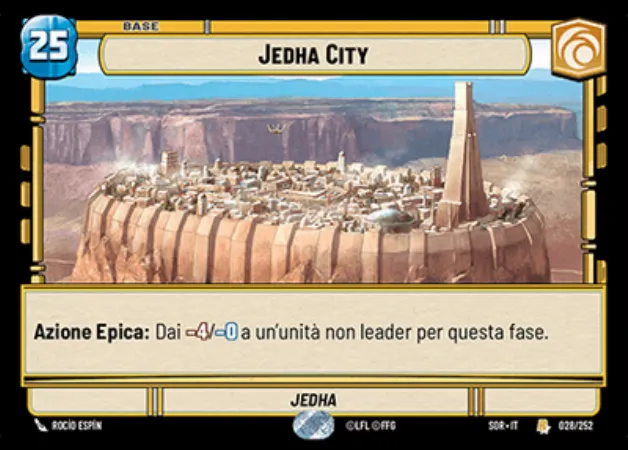 BASE
25
JEDHA CITY
Azione Epica: Dai -4/-0 a un'unità non leader per questa fase.
JEDHA
ROCÍO ESPÍN
©LFL ©FFG
SOR•IT
028/252